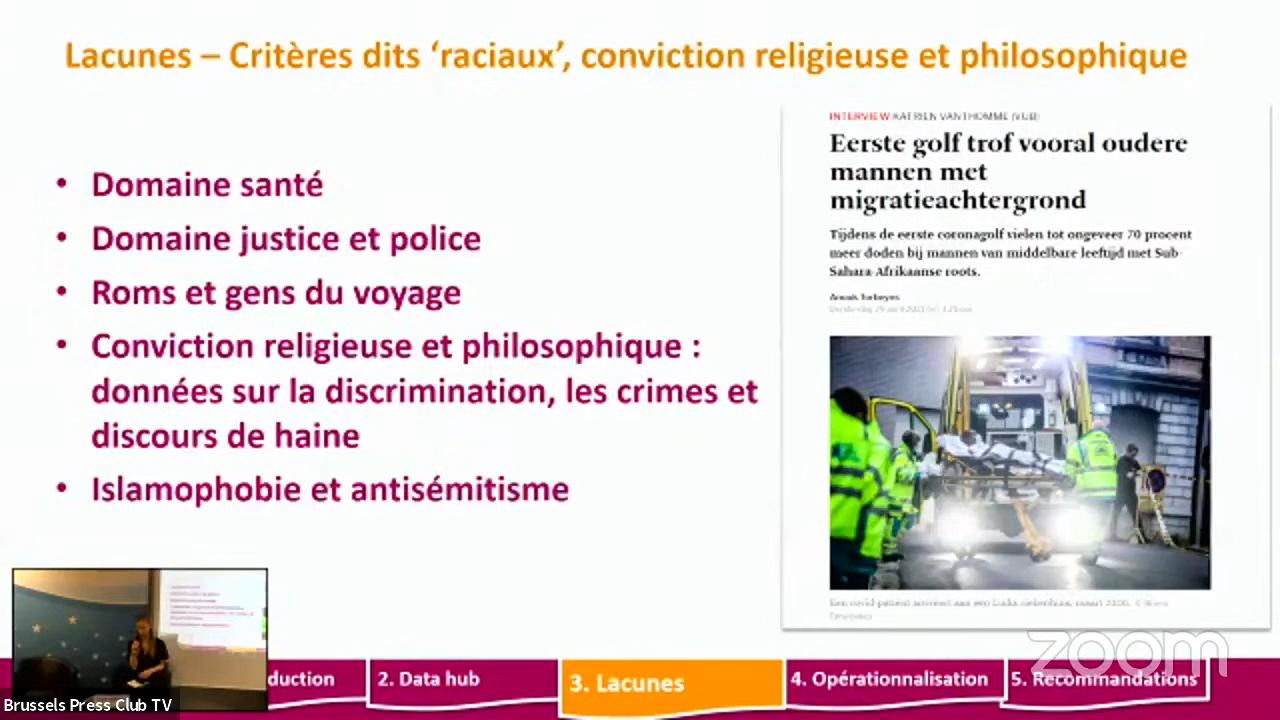 Lacunes – Critères dits ‘raciaux’, conviction religieuse et philosophique
• Domaine santé
• Domaine justice et police
• Roms et gens du voyage
• Conviction religieuse et philosophique :
données sur la discrimination, les crimes et
discours de haine
• Islamophobie et antisémitisme
INTERVIEW KATRIEN VANTHOMME (VUB)
Eerste golf trof vooral oudere
mannen met
migratieachtergrond
Tijdens de eerste coronagolf vielen tot ongeveer 70 procent
meer doden bij mannen van middelbare leeftijd met Sub-
Sahara-Afrikaanse roots.
zoom
duction
2. Data hub
3. Lacunes
4. Opérationnalisation
5. Recommandations
Brussels Press Club TV